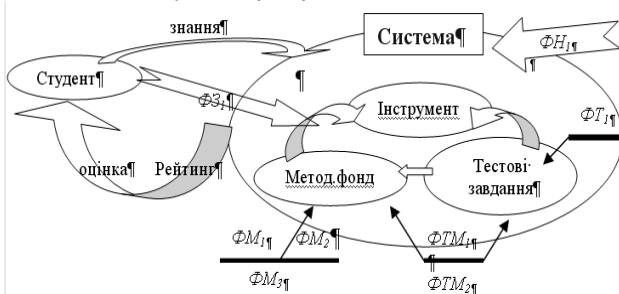 знання¶
Система¶
ФН₁¶
¶
Студент¶
¶
ФЗ₁¶
Інструмент
ФТ₁¶
оцінка¶
Рейтинг¶
Метод.фонд
Тестові·
завдання¶
ФМ₁¶
ФМ₂¶
ФТМ₁¶
ФМ₃¶
¶
ФТМ₂¶